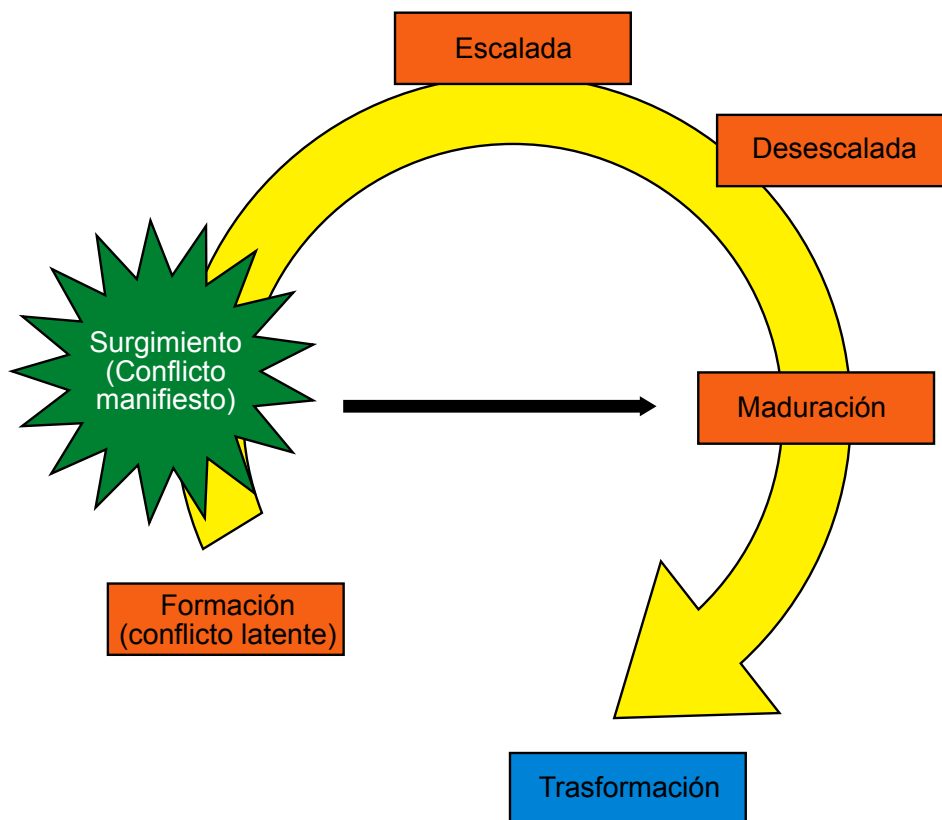 Escalada
Desescalada
Surgimiento
(Conflicto
manifiesto)
Maduración
Formación
(conflicto latente)
Trasformación